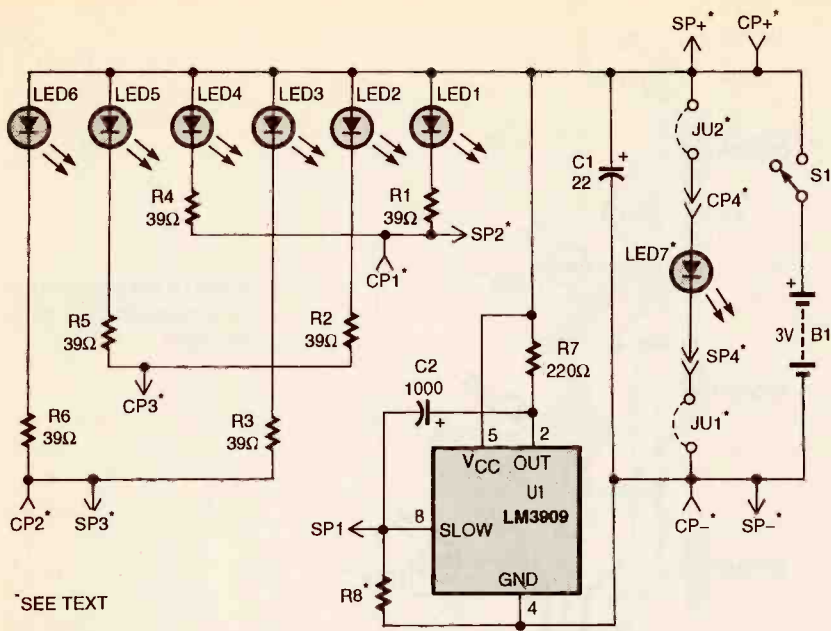 SP+*
CP+*
LED6
LED5
LED4
LED3
LED2
LED1
JU2*
S1
C1
22
+
R4
39Ω
R1
39Ω
CP4*
SP2*
CP1*
LED7*
R5
39Ω
R2
39Ω
R7
220Ω
+
3V
B1
SP4*
C2
1000
+
CP3*
R6
39Ω
R3
39Ω
JU1*
5
2
VCC
OUT
U1
LM3909
CP2*
SP3*
SP1
8
SLOW
CP–*
SP–*
GND
R8*
4
*SEE TEXT